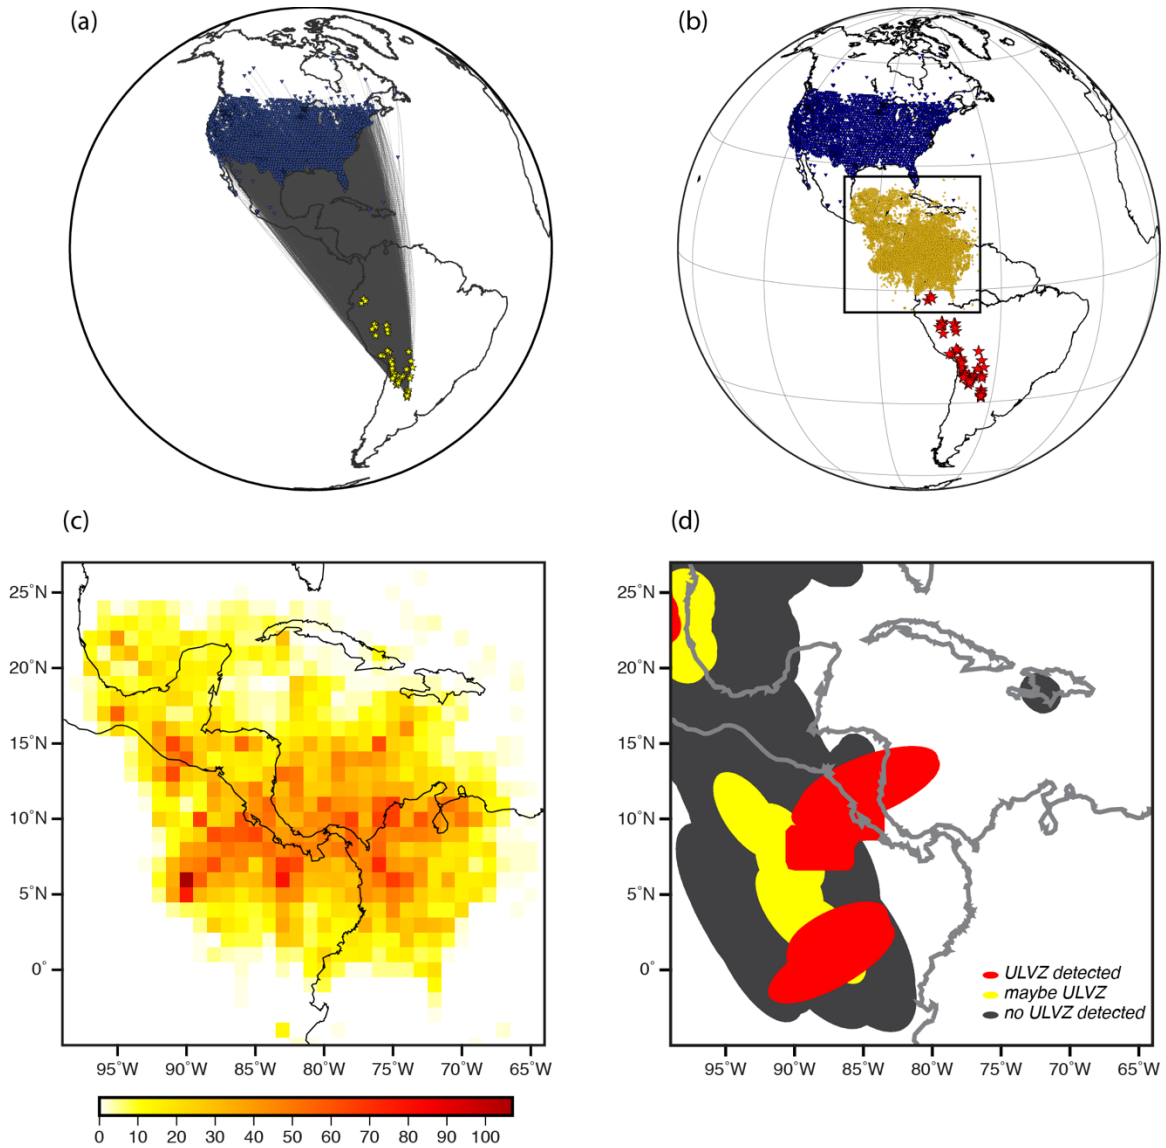 (a)
(b)
(c)
(d)
25°N
20°N
15°N
10°N
5°N
0°
95°W 90°W 85°W 80°W 75°W 70°W 65°W
0 10 20 30 40 50 60 70 80 90 100
25°N
20°N
15°N
10°N
5°N
0°
ULVZ detected
maybe ULVZ
no ULVZ detected
95°W 90°W 85°W 80°W 75°W 70°W 65°W